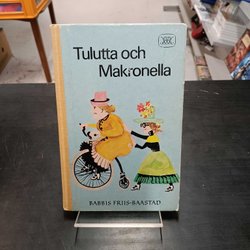 Tulutta och
Makronella
BABBIS FRIIS-BAASTAD